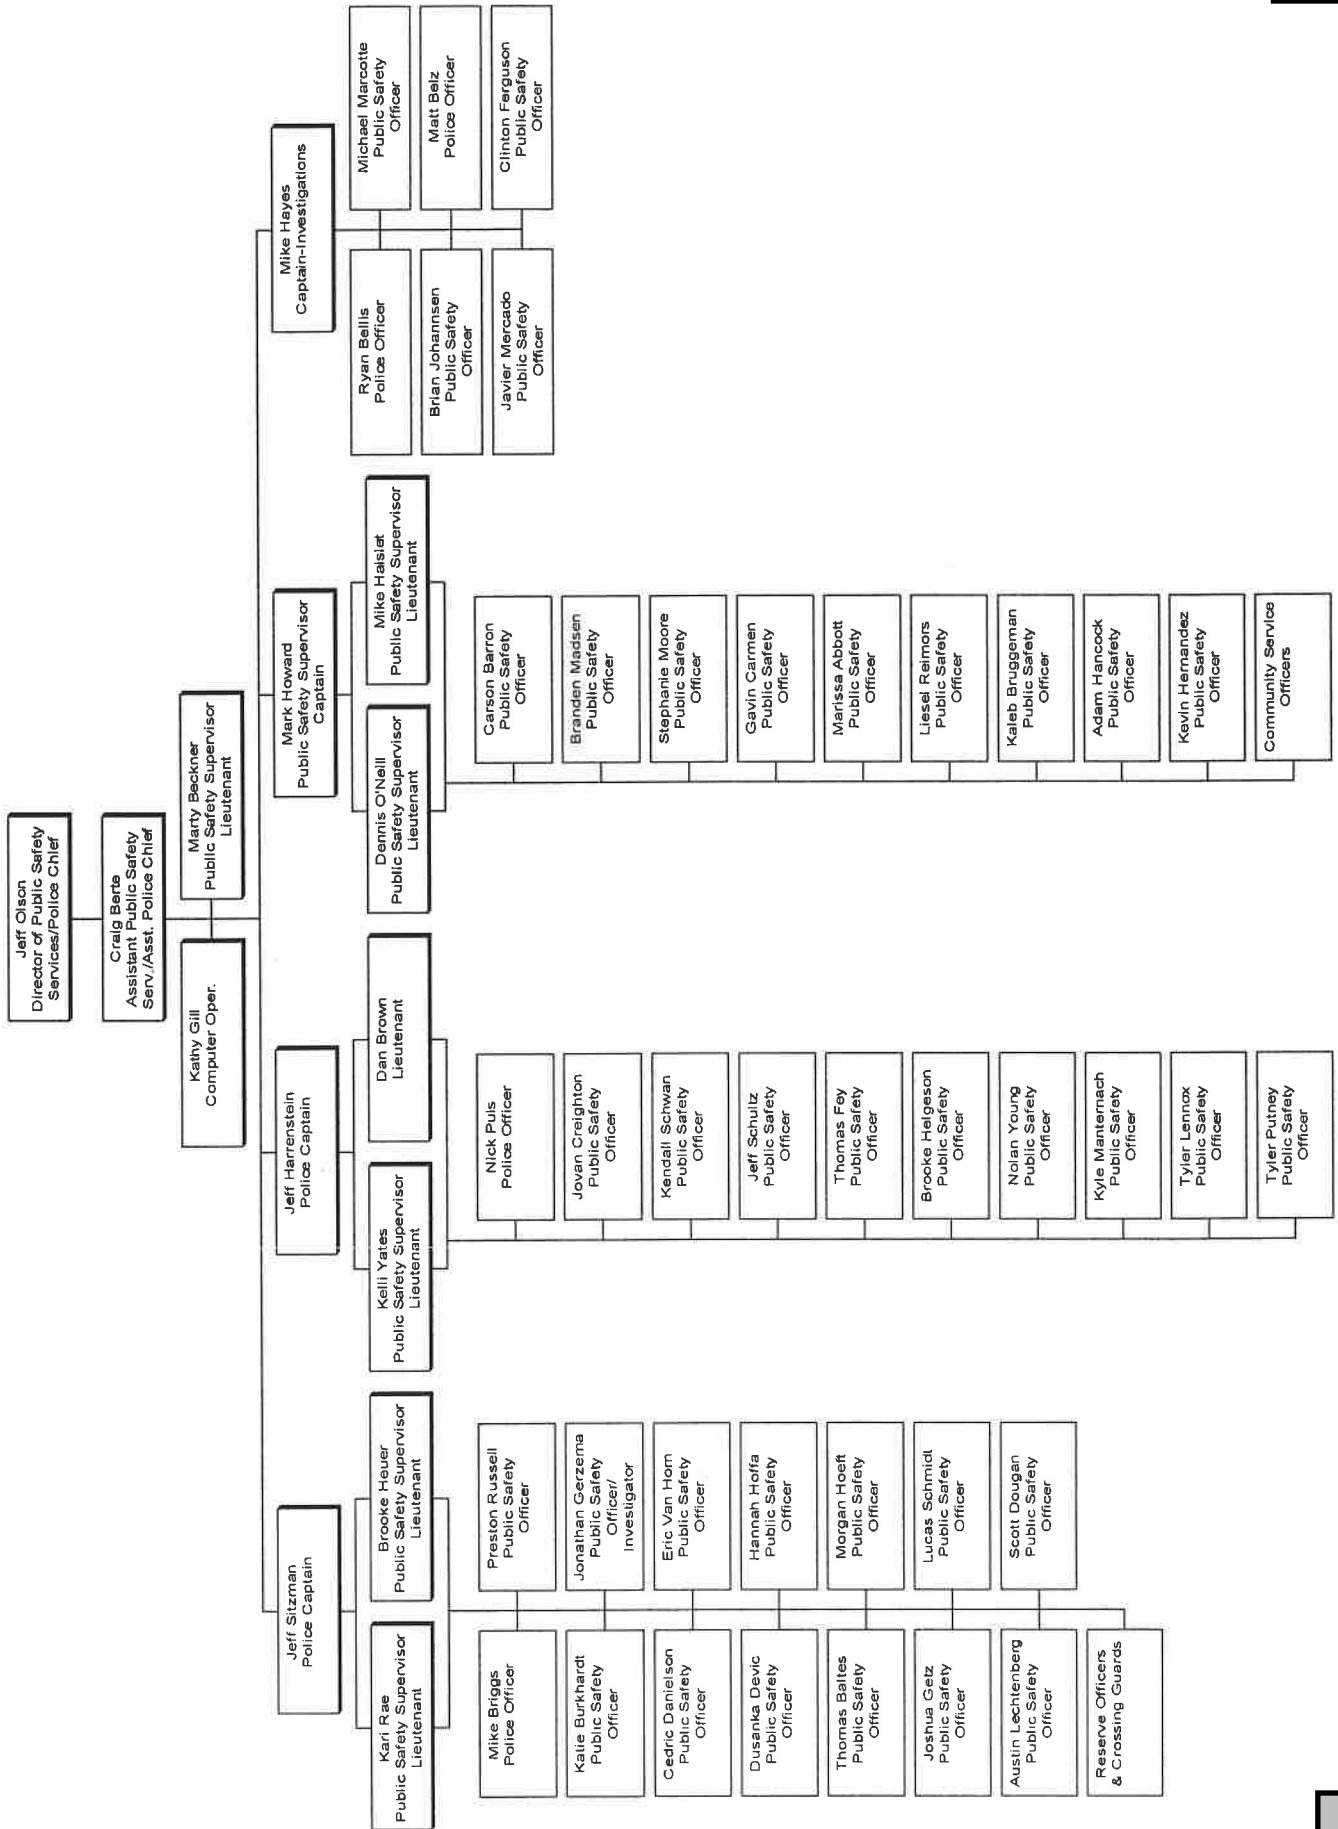 Jeff Olson
Director of Public Safety
Services/Police Chief
Craig Berte
Assistant Public Safety
Serv./Asst. Police Chief
Kathy Gill
Computer Oper.
Marty Beckner
Public Safety Supervisor
Lieutenant
Jeff Sitzman
Police Captain
Jeff Harrenstein
Police Captain
Mark Howard
Public Safety Supervisor
Captain
Mike Hayes
Captain-Investigations
Kari Rae
Public Safety Supervisor
Lieutenant
Brooke Heuer
Public Safety Supervisor
Lieutenant
Mike Briggs
Police Officer
Preston Russell
Public Safety
Officer
Katie Burkhardt
Public Safety
Officer
Jonathan Gerzema
Public Safety
Officer/
Investigator
Cedric Danielson
Public Safety
Officer
Eric Van Horn
Public Safety
Officer
Dusanka Devic
Public Safety
Officer
Hannah Hoffa
Public Safety
Officer
Thomas Baltes
Public Safety
Officer
Morgan Hoeft
Public Safety
Officer
Joshua Getz
Public Safety
Officer
Lucas Schmidt
Public Safety
Officer
Austin Lechtenberg
Public Safety
Officer
Scott Dougan
Public Safety
Officer
Reserve Officers
& Crossing Guards
Kelli Yates
Public Safety Supervisor
Lieutenant
Dan Brown
Lieutenant
Nick Puls
Police Officer
Jovan Creighton
Public Safety
Officer
Kendall Schwan
Public Safety
Officer
Jeff Schultz
Public Safety
Officer
Thomas Fey
Public Safety
Officer
Brooke Helgeson
Public Safety
Officer
Nolan Young
Public Safety
Officer
Kyle Manternach
Public Safety
Officer
Tyler Lennox
Public Safety
Officer
Tyler Putney
Public Safety
Officer
Dennis O'Neill
Public Safety Supervisor
Lieutenant
Mike Haislet
Public Safety Supervisor
Lieutenant
Carson Barron
Public Safety
Officer
Branden Madsen
Public Safety
Officer
Stephanie Moore
Public Safety
Officer
Gavin Carmen
Public Safety
Officer
Marissa Abbott
Public Safety
Officer
Liesel Reimors
Public Safety
Officer
Kaleb Bruggeman
Public Safety
Officer
Adam Hancock
Public Safety
Officer
Kevin Hernandez
Public Safety
Officer
Community Service
Officers
Ryan Bellis
Police Officer
Michael Marcotte
Public Safety
Officer
Brian Johannsen
Public Safety
Officer
Matt Belz
Police Officer
Javier Mercado
Public Safety
Officer
Clinton Ferguson
Public Safety
Officer